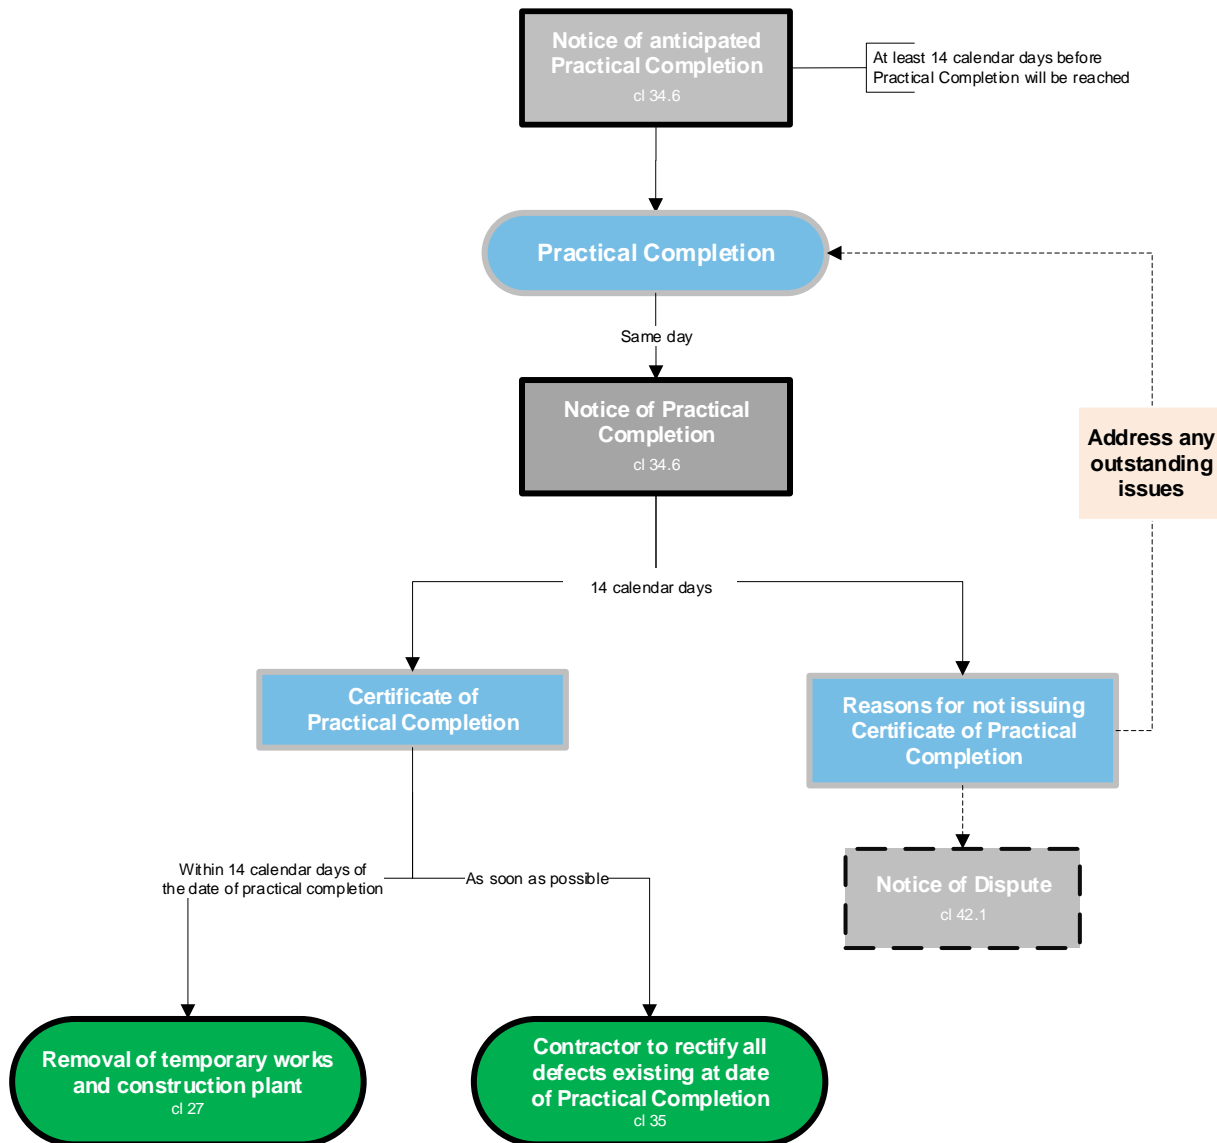 Notice of anticipated
Practical Completion
cl 34.6
At least 14 calendar days before
Practical Completion will be reached
Practical Completion
Same day
Notice of Practical
Completion
cl 34.6
Address any
outstanding
issues
14 calendar days
Certificate of
Practical Completion
Reasons for not issuing
Certificate of Practical
Completion
Within 14 calendar days of
the date of practical completion
As soon as possible
Notice of Dispute
cl 42.1
Removal of temporary works
and construction plant
cl 27
Contractor to rectify all
defects existing at date
of Practical Completion
cl 35